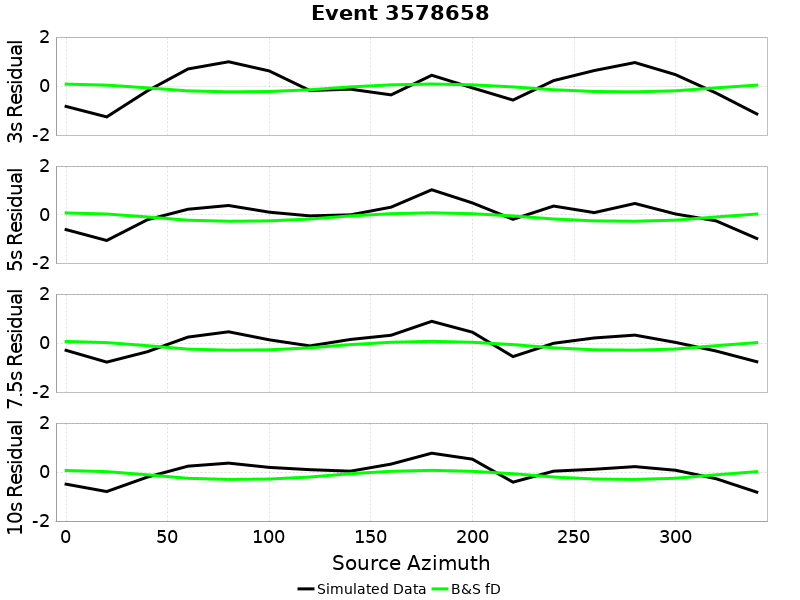 Event 3578658
3s Residual
2
0
-2
5s Residual
2
0
-2
7.5s Residual
2
0
-2
10s Residual
2
0
-2
0 50 100 150 200 250 300
Source Azimuth
Simulated Data B&S fD